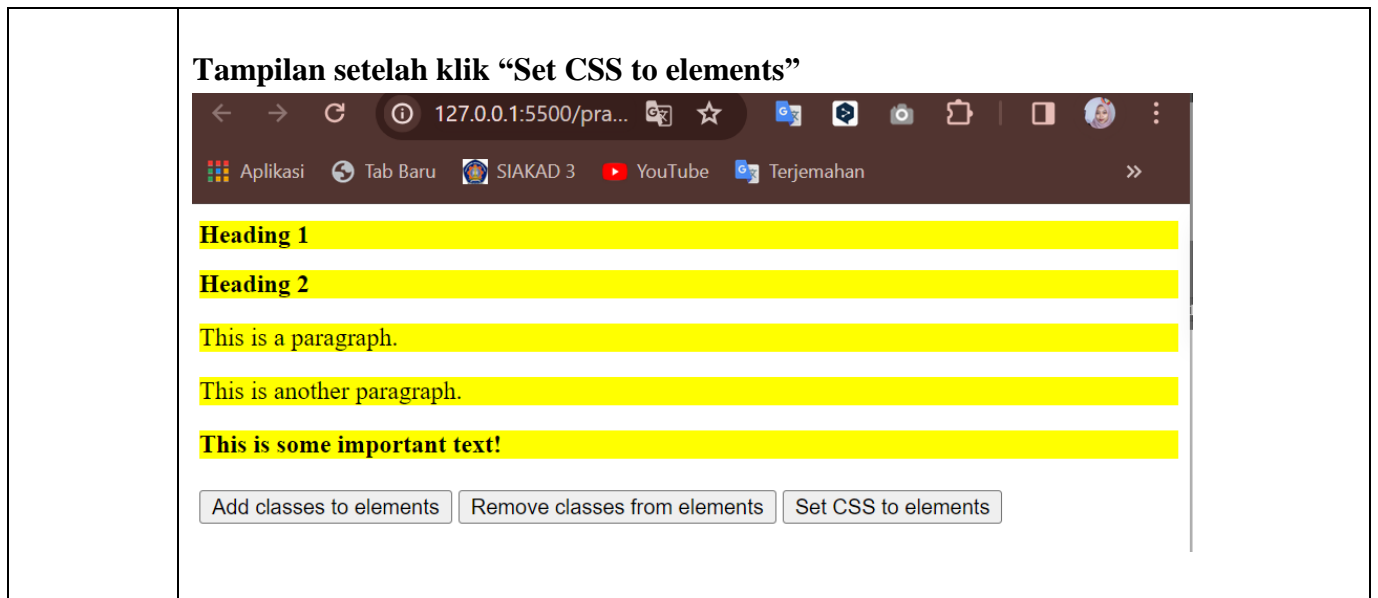 Tampilan setelah klik “Set CSS to elements”
127.0.0.1:5500/pra...
Aplikasi Tab Baru SIAKAD 3 YouTube Terjemahan
Heading 1
Heading 2
This is a paragraph.
This is another paragraph.
This is some important text!
Add classes to elements Remove classes from elements Set CSS to elements